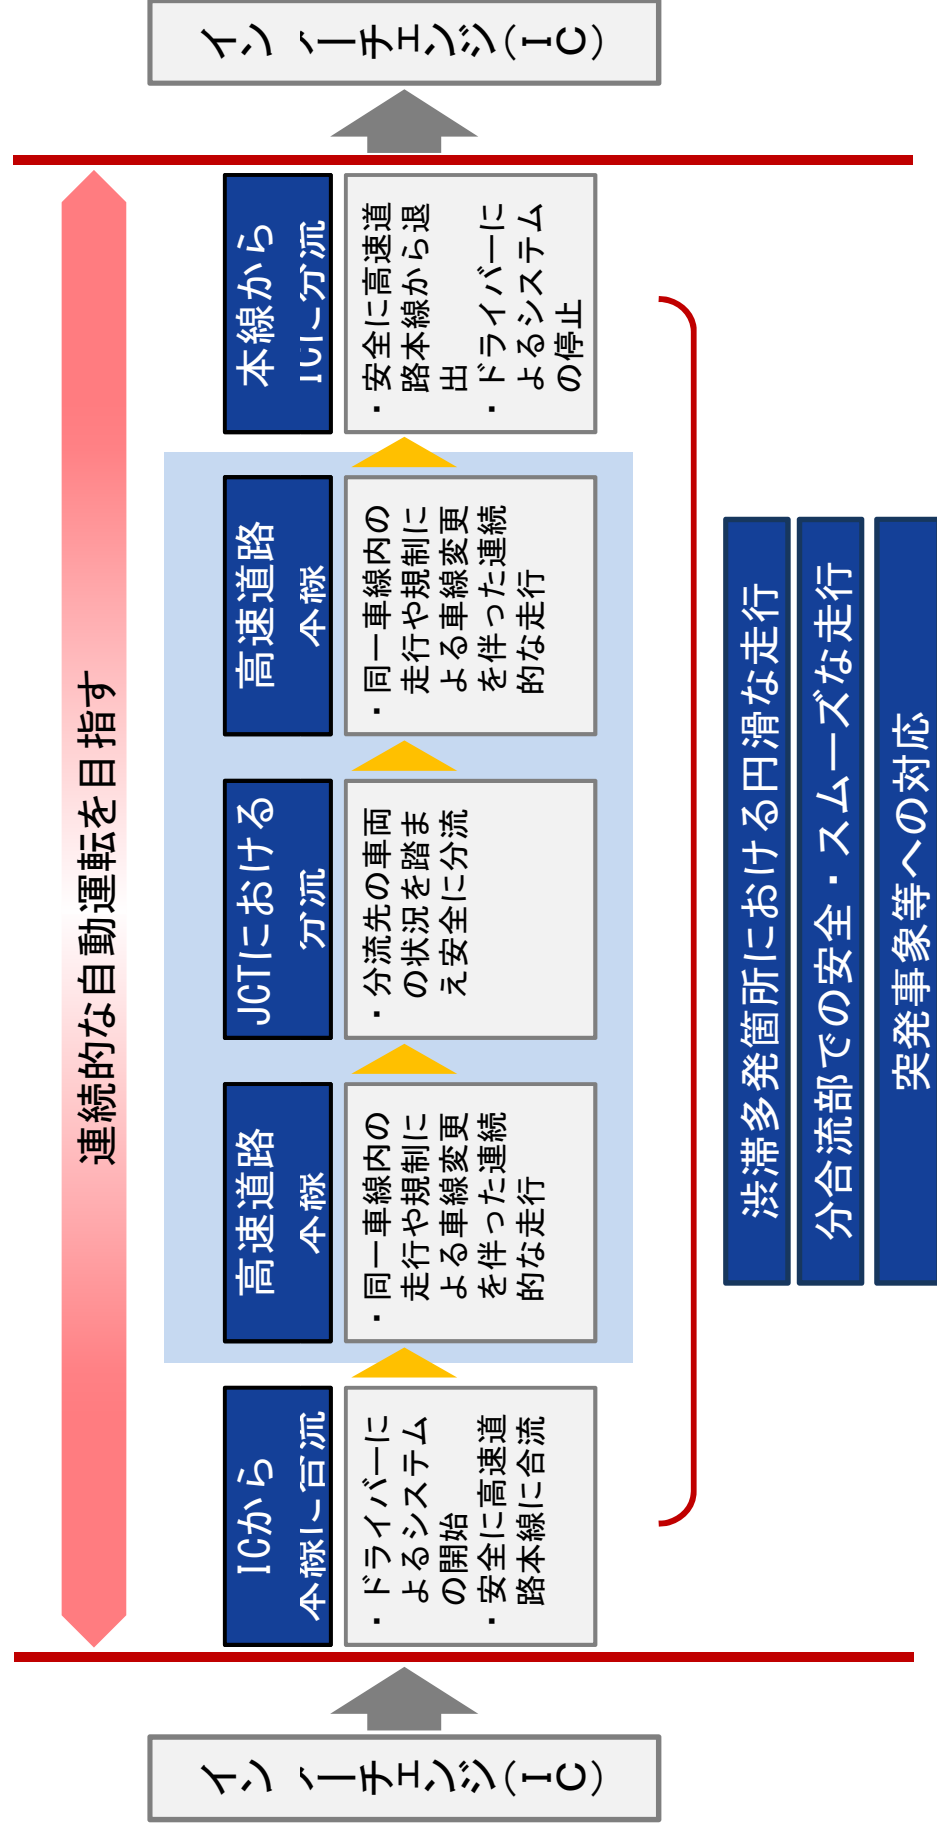 連続的な自動運転を目指す
インターチェンジ(IC)
ICから
本線に合流
・ドライバーに
よるシステム
の開始
・安全に高速道
路本線に合流
高速道路
本線
・同一車線内の
走行や規制に
よる車線変更
を伴った連続
的な走行
JCTにおける
分流
・分流先の車両
の状況を踏ま
え安全に分流
高速道路
本線
・同一車線内の
走行や規制に
よる車線変更
を伴った連続
的な走行
本線から
ICに分流
・安全に高速道
路本線から退
出
・ドライバーに
よるシステム
の停止
インターチェンジ(IC)
渋滞多発箇所における円滑な走行
分合流部での安全・スムーズな走行
突発事象等への対応